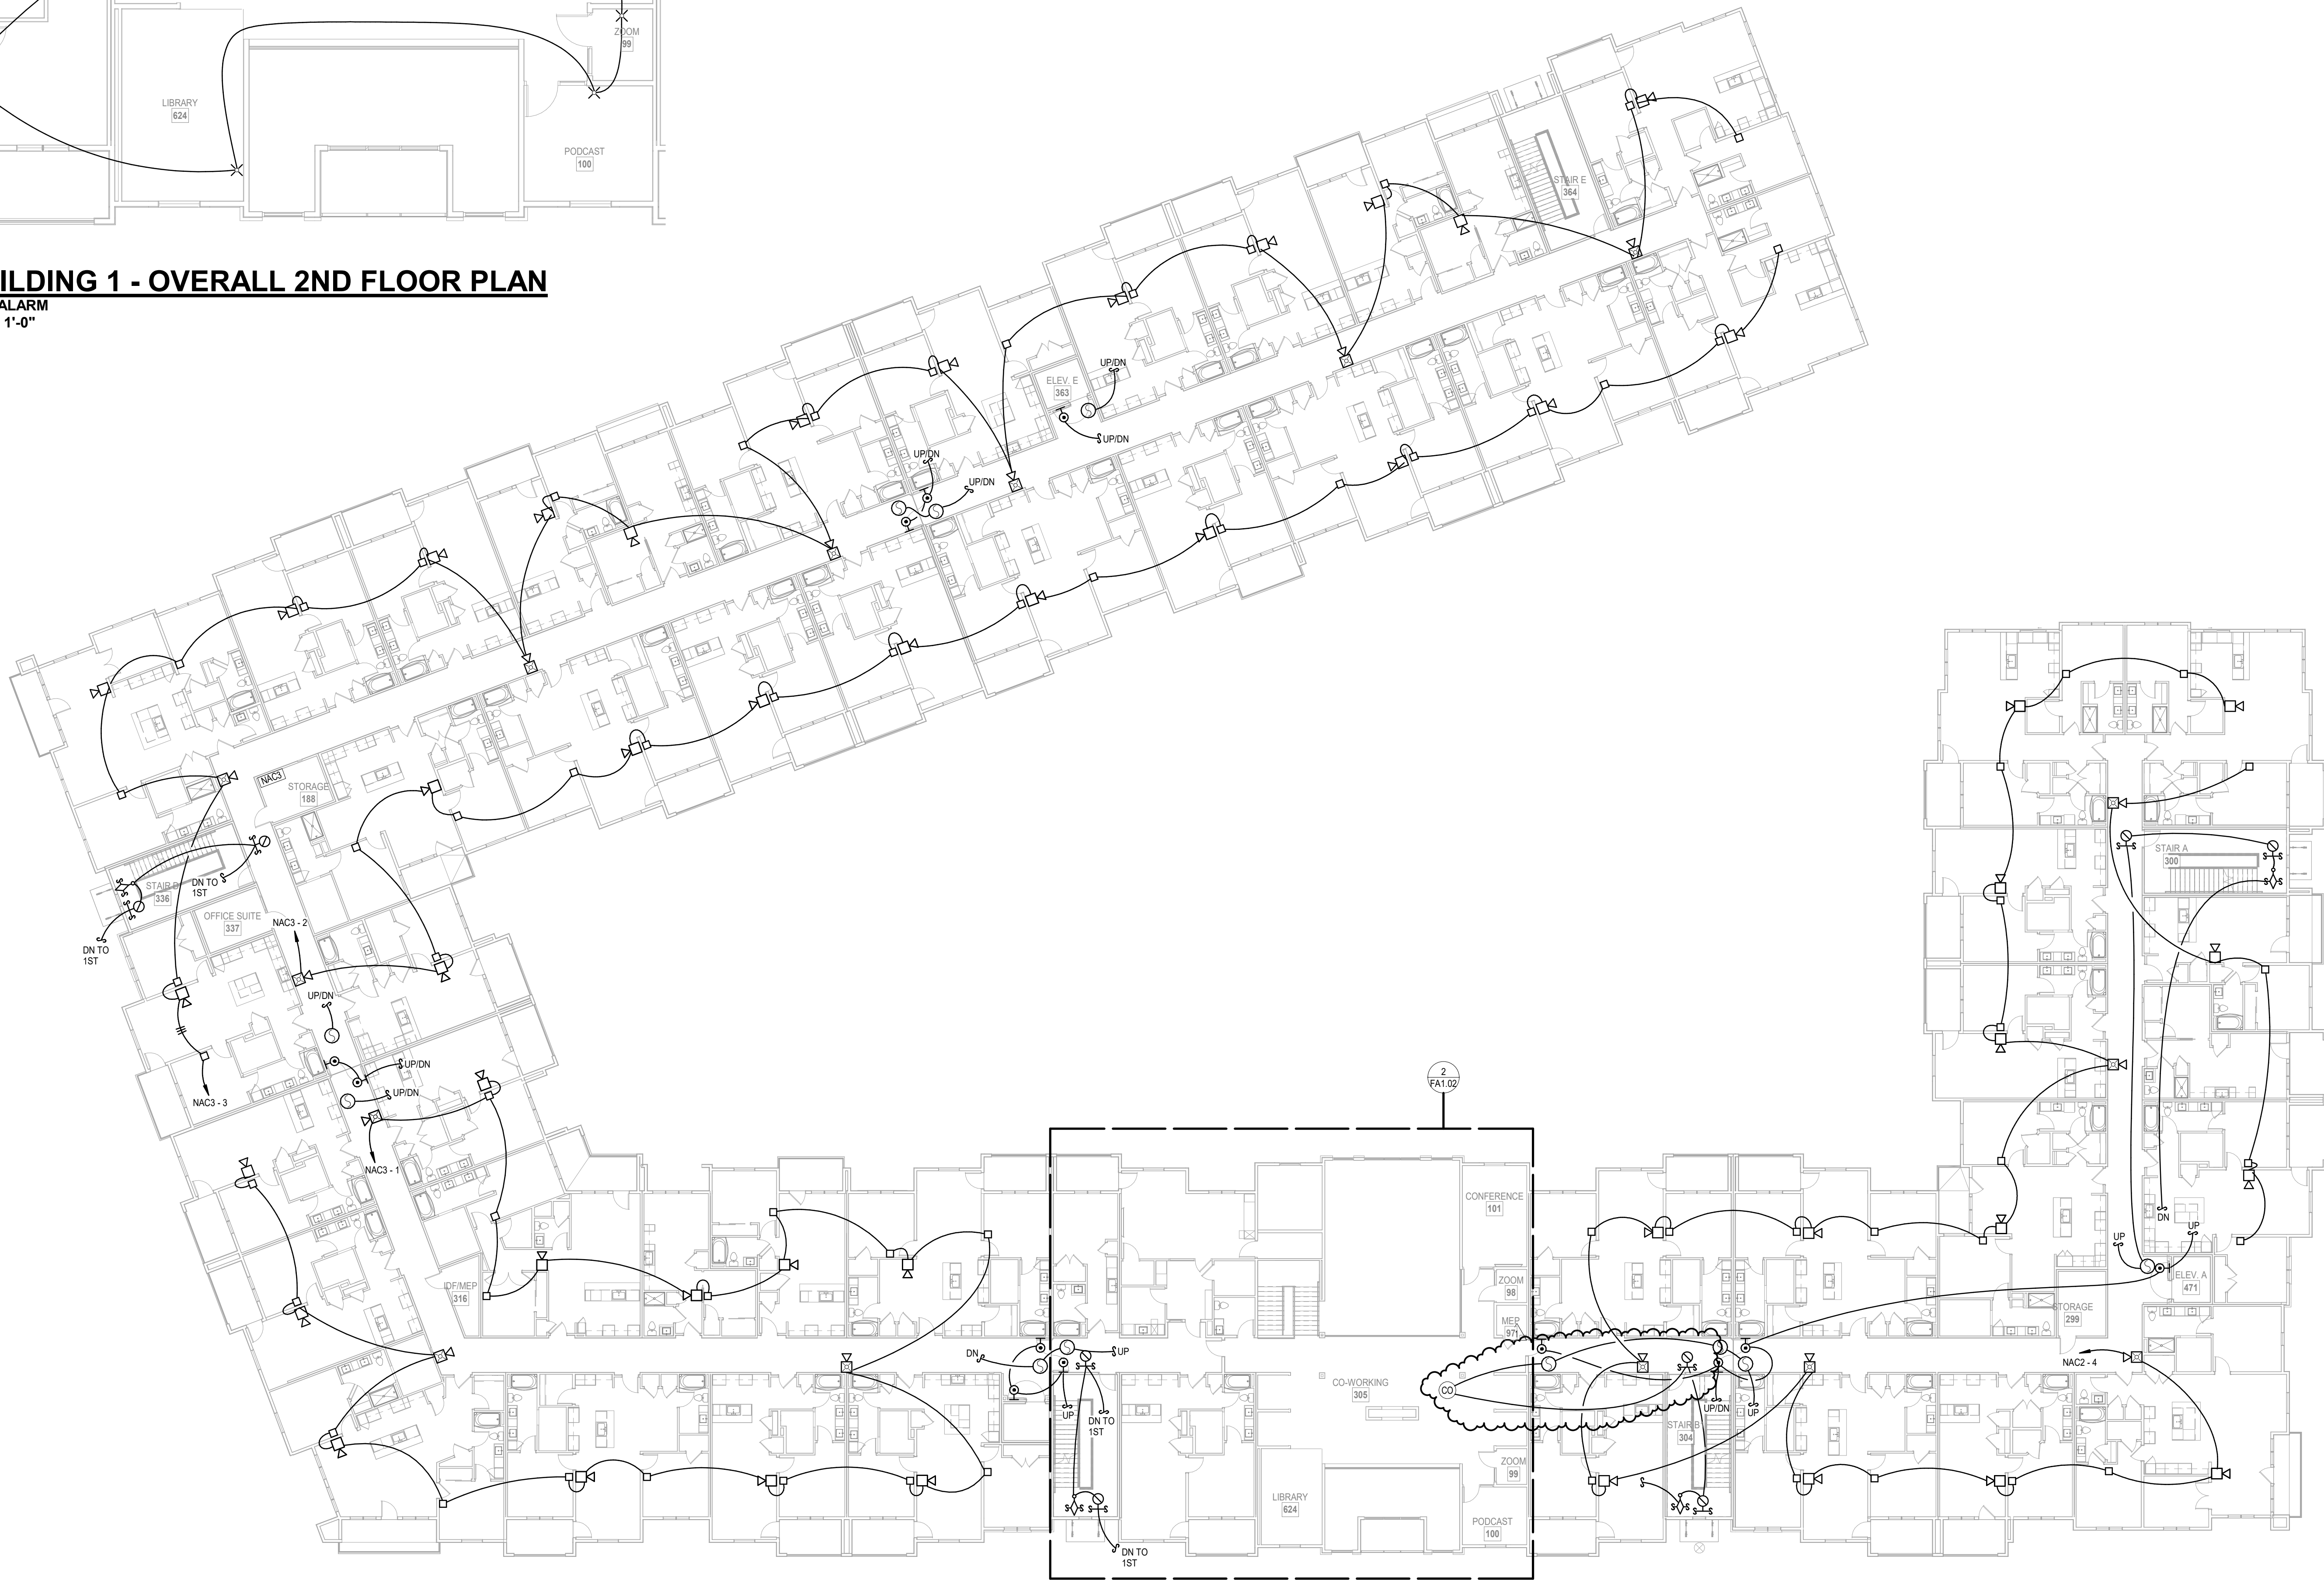 ZOOM
99
LIBRARY
624
PODCAST
100
ILDING 1 - OVERALL 2ND FLOOR PLAN
ALARM
1'-0"
STAIR E
364
ELEV. E
363
UP/DN
UP/DN
UP/DN
UP/DN
NAC3
STORAGE
188
STAIR D
336
DN TO
1ST
OFFICE SUITE
337
NAC3 - 2
DN TO
1ST
UP/DN
UP/DN
UP/DN
NAC3 - 3
NAC3 - 1
STAIR A
300
2
FA1.02
CONFERENCE
101
DN
UP
UP
ELEV. A
471
IDF/MEP
316
ZOOM
98
MEP
971
STORAGE
299
DN
UP
NAC2 - 4
CO-WORKING
305
CO
UP
UP/DN
UP
DN TO
1ST
STAIR B
304
ZOOM
99
LIBRARY
624
PODCAST
100
DN TO
1ST